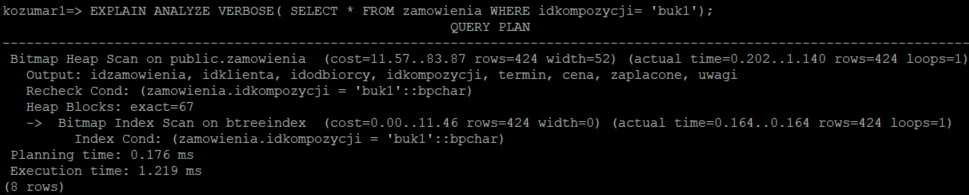 kozumar1=> EXPLAIN ANALYZE VERBOSE( SELECT * FROM zamowienia WHERE idkompozycji= 'buk1');
QUERY PLAN
--------------------------------------------------------------------------------------------------------------------------
Bitmap Heap Scan on public.zamowienia  (cost=11.57..83.87 rows=424 width=52) (actual time=0.202..1.140 rows=424 loops=1)
Output: idzamowienia, idklienta, idodbiorcy, idkompozycji, termin, cena, zaplacone, uwagi
Recheck Cond: (zamowienia.idkompozycji = 'buk1'::bpchar)
Heap Blocks: exact=67
->  Bitmap Index Scan on btreeindex  (cost=0.00..11.46 rows=424 width=0) (actual time=0.164..0.164 rows=424 loops=1)
Index Cond: (zamowienia.idkompozycji = 'buk1'::bpchar)
Planning time: 0.176 ms
Execution time: 1.219 ms
(8 rows)